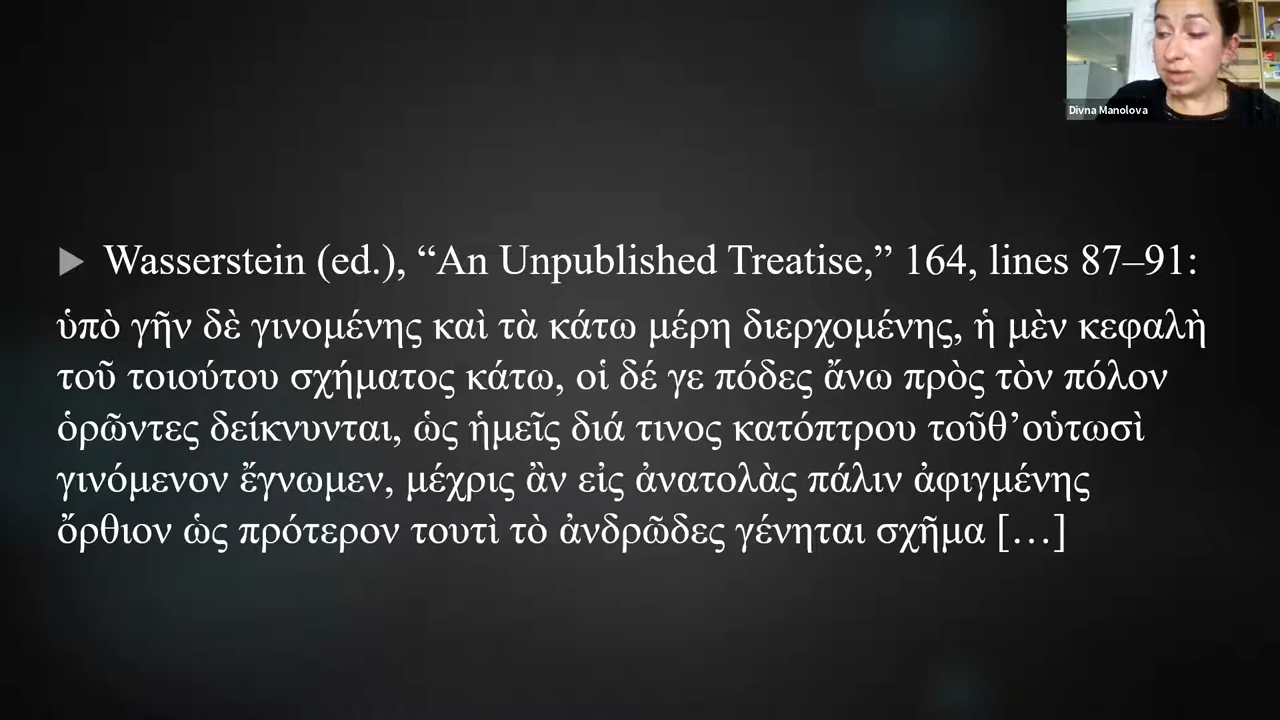 Divna Manolova
Wasserstein (ed.), “An Unpublished Treatise,” 164, lines 87–91:
ὑπὸ γῆν δὲ γινομένης καὶ τὰ κάτω μέρη διερχομένης, ἡ μὲν κεφαλὴ
τοῦ τοιούτου σχήματος κάτω, οἱ δέ γε πόδες ἄνω πρὸς τὸν πόλον
ὁρῶντες δείκνυνται, ὡς ἡμεῖς διά τινος κατόπτρου τοῦθ’οὑτωσὶ
γινόμενον ἔγνωμεν, μέχρις ἂν εἰς ἀνατολὰς πάλιν ἀφιγμένης
ὄρθιον ὡς πρότερον τουτὶ τὸ ἀνδρῶδες γένηται σχῆμα […]